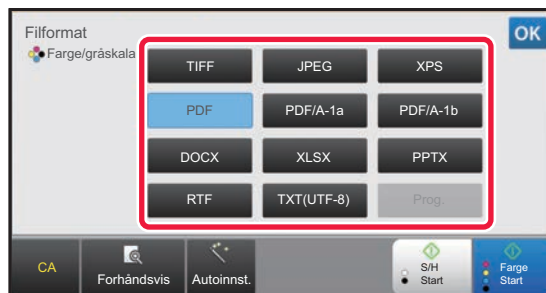 Filformat
OK
Farge/gråskala
TIFF
JPEG
XPS
PDF
PDF/A-1a
PDF/A-1b
DOCX
XLSX
PPTX
RTF
TXT(UTF-8)
Prog.
CA
Forhåndsvis
Autoinnst.
S/H
Start
Farge
Start